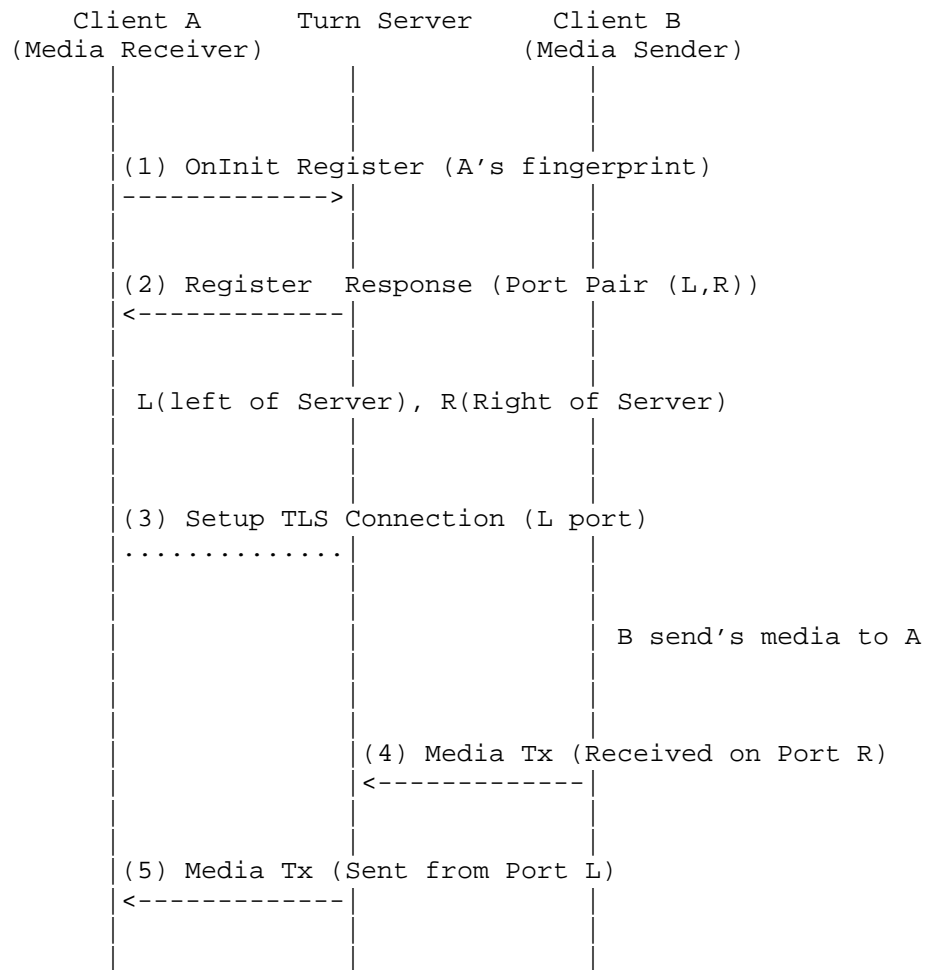 Client A Turn Server Client B
(Media Receiver) (Media Sender)
(1) OnInit Register (A's fingerprint)
(2) Register Response (Port Pair (L,R))
L(left of Server), R(Right of Server)
(3) Setup TLS Connection (L port)
B send's media to A
(4) Media Tx (Received on Port R)
(5) Media Tx (Sent from Port L)